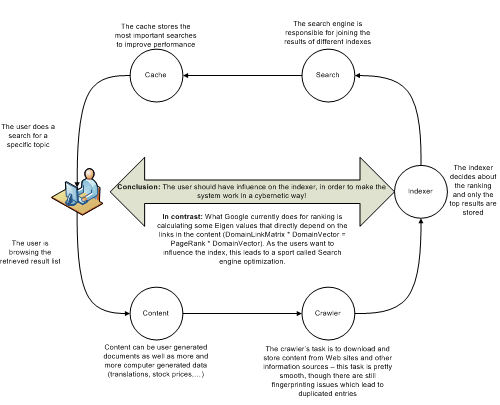 The cache stores the
most important searches
to improve performance
The search engine is
responsible for joining the
results of different indexes
Cache
Search
The user does a
search for a
specific topic
Conclusion: The user should have influence on the indexer, in order to make the
system work in a cybernetic way!
Indexer
The indexer
decides about
the ranking
and only the
top results are
stored
In contrast: What Google currently does for ranking is
calculating some Eigen values that directly depend on the
links in the content (DomainLinkMatrix * DomainVector =
PageRank * DomainVector). As the users want to
influence the index, this leads to a sport called Search
engine optimization.
The user is
browsing the
retrieved result list
Content
Crawler
Content can be user generated
documents as well as more and
more computer generated data
(translations, stock prices,...)
The crawler's task is to download and
store content from Web sites and other
information sources – this task is pretty
smooth, though there are still
fingerprinting issues which lead to
duplicated entries